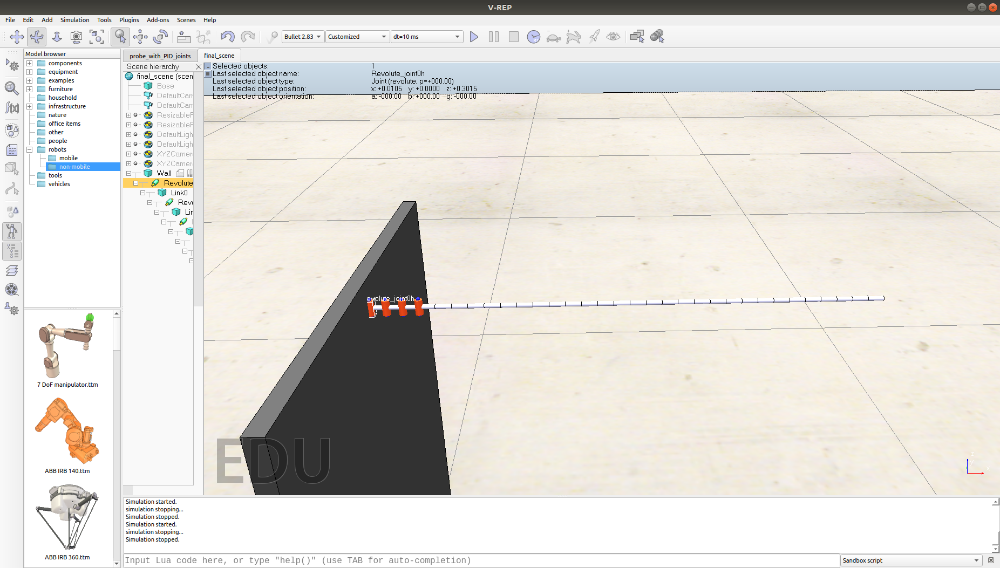 V-REP
File Edit Add Simulation Tools Plugins Add-ons Scenes Help
Bullet 2.83 Customized dt=10 ms
Model browser
components
equipment
examples
furniture
household
infrastructure
nature
office items
other
people
robots
mobile
non-mobile
tools
vehicles
7 DoF manipulator.ttm
ABB IRB 140.ttm
ABB IRB 360.ttm
probe_with_PID_joints final_scene
Scene hierarchy
final_scene (scen
Base
DefaultCam
DefaultCam
ResizableF
ResizableF
DefaultLigh
DefaultLigh
XYZCamera
XYZCamera
Wall
Revolute
Link0
Revo
Lin
Selected objects: 1
Last selected object name: Revolute_joint0h
Last selected object type: Joint (revolute, p=+000.00)
Last selected object position: x: +0.0105 y: +0.0000 z: +0.3015
Last selected object orientation: a: -000.00 b: +000.00 g: -000.00
evolute_joint0h
EDU
Simulation started.
simulation stopping...
Simulation stopped.
Simulation started.
simulation stopping...
Simulation stopped.
Input Lua code here, or type "help()" (use TAB for auto-completion)
Sandbox script